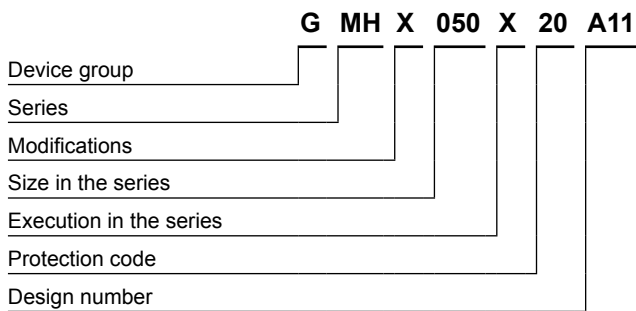 G MH X 050 X 20 A11
Device group
Series
Modifications
Size in the series
Execution in the series
Protection code
Design number